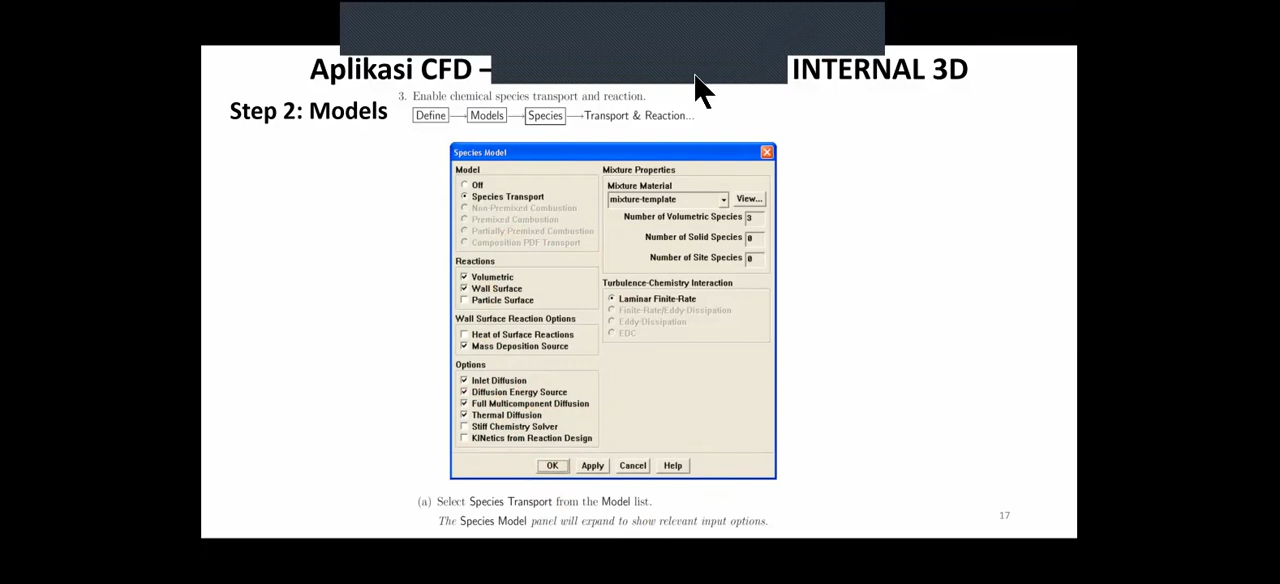 Aplikasi CFD – INTERNAL 3D
Step 2: Models
3. Enable chemical species transport and reaction.
Define → Models → Species → Transport & Reaction...
Species Model
Model
Off
Species Transport
Non-Premixed Combustion
Premixed Combustion
Partially Premixed Combustion
Composition PDF Transport
Reactions
Volumetric
Wall Surface
Particle Surface
Wall Surface Reaction Options
Heat of Surface Reactions
Mass Deposition Source
Options
Inlet Diffusion
Diffusion Energy Source
Full Multicomponent Diffusion
Thermal Diffusion
Stiff Chemistry Solver
KINetics from Reaction Design
Mixture Properties
Mixture Material
mixture-template View...
Number of Volumetric Species 3
Number of Solid Species 0
Number of Site Species 0
Turbulence-Chemistry Interaction
Laminar Finite-Rate
Finite-Rate/Eddy-Dissipation
Eddy-Dissipation
EDC
OK Apply Cancel Help
(a) Select Species Transport from the Model list.
The Species Model panel will expand to show relevant input options.
17